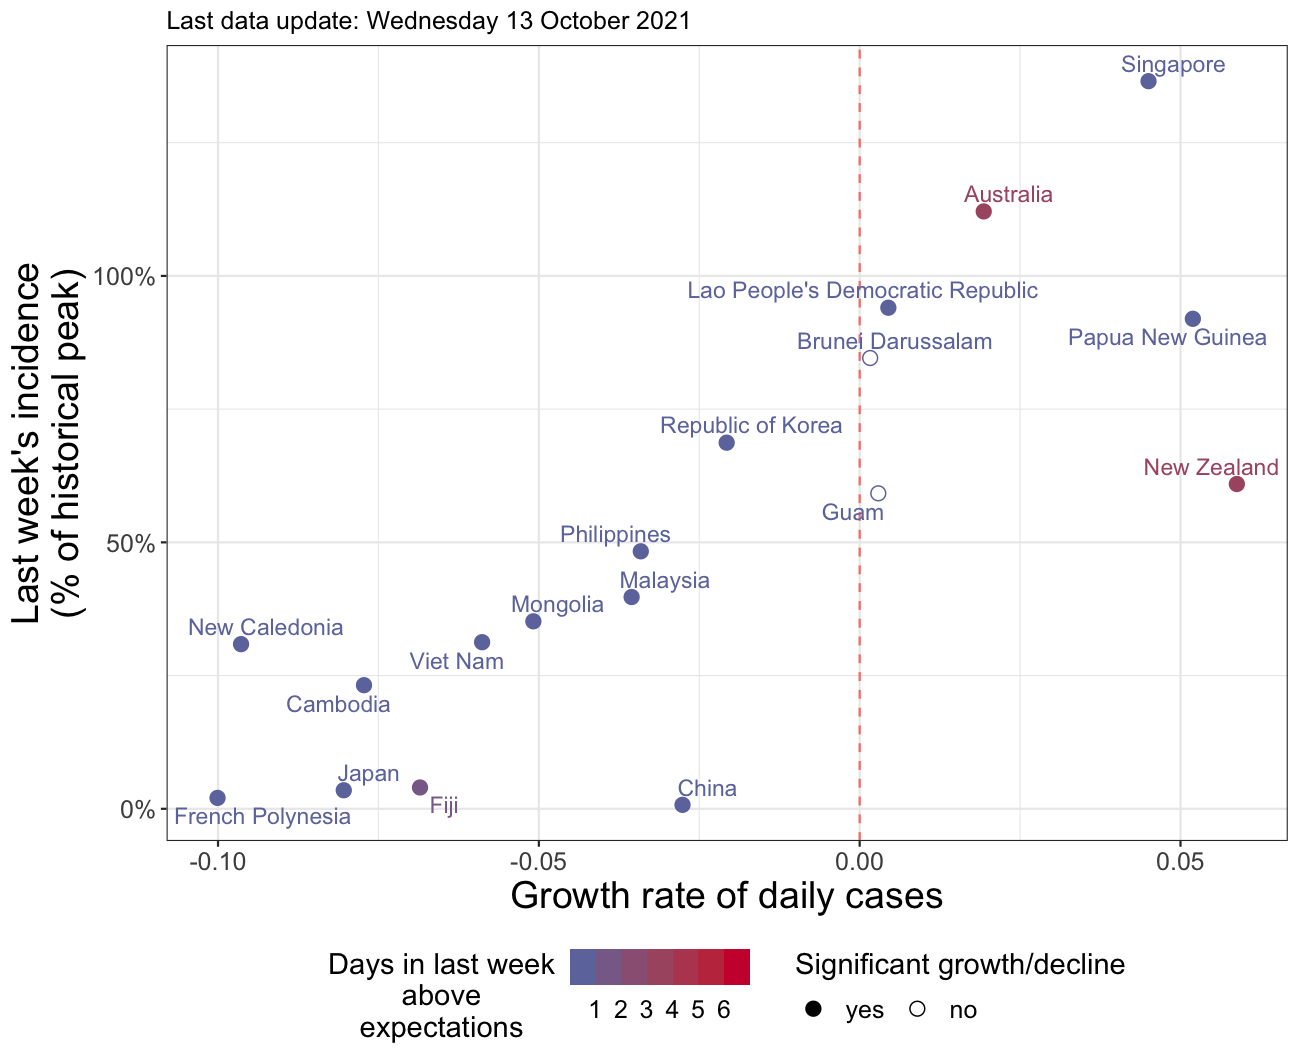 Last data update: Wednesday 13 October 2021
Singapore
Australia
Lao People's Democratic Republic
Papua New Guinea
Brunei Darussalam
Republic of Korea
New Zealand
Guam
Philippines
Malaysia
Mongolia
New Caledonia
Viet Nam
Cambodia
Japan
China
Fiji
French Polynesia
Last week's incidence
(% of historical peak)
100%
50%
0%
-0.10 -0.05 0.00 0.05
Growth rate of daily cases
Days in last week
above
expectations
1 2 3 4 5 6
Significant growth/decline
yes no